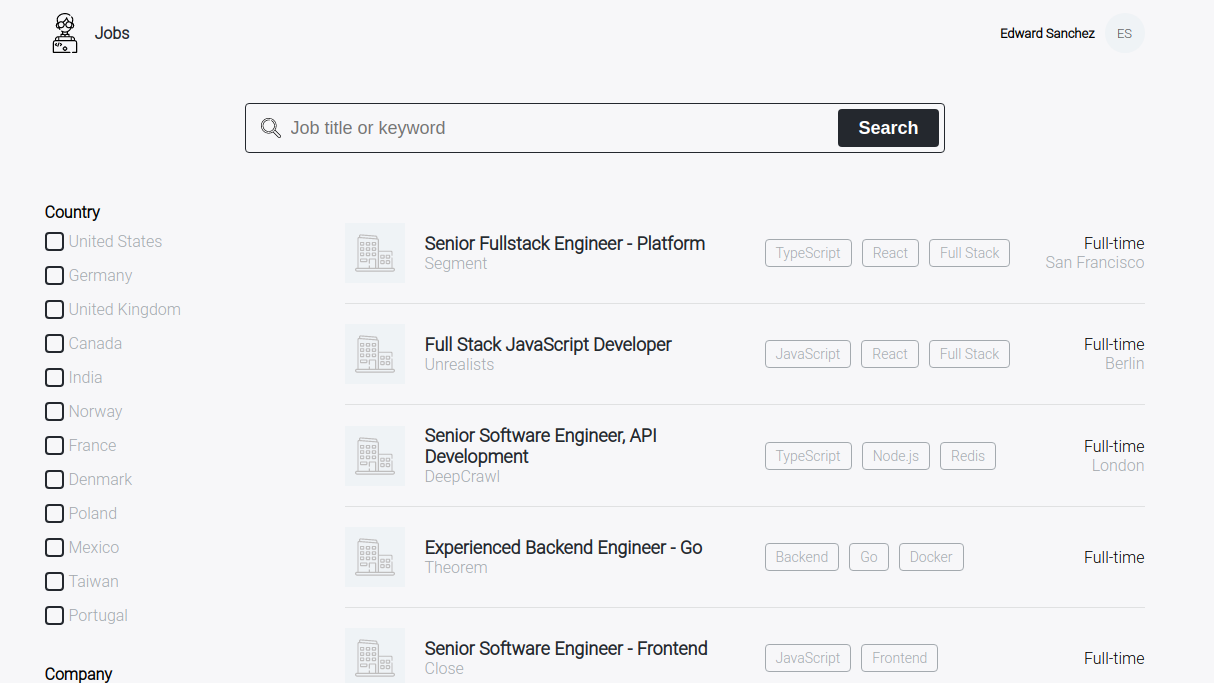 Jobs
Edward Sanchez
ES
Job title or keyword
Search
Country
United States
Germany
United Kingdom
Canada
India
Norway
France
Denmark
Poland
Mexico
Taiwan
Portugal
Company
Senior Fullstack Engineer - Platform
Segment
TypeScript
React
Full Stack
Full-time
San Francisco
Full Stack JavaScript Developer
Unrealists
JavaScript
React
Full Stack
Full-time
Berlin
Senior Software Engineer, API
Development
DeepCrawl
TypeScript
Node.js
Redis
Full-time
London
Experienced Backend Engineer - Go
Theorem
Backend
Go
Docker
Full-time
Senior Software Engineer - Frontend
Close
JavaScript
Frontend
Full-time